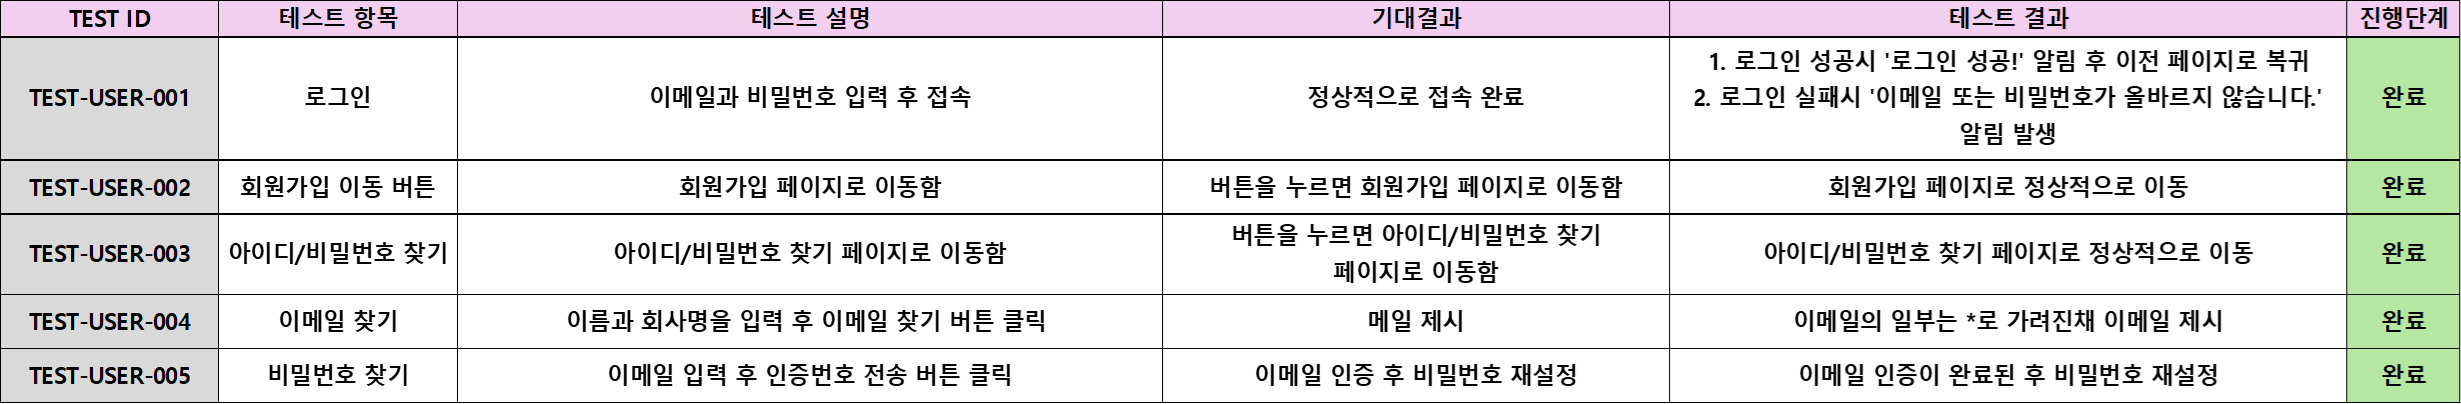 TEST ID 테스트 항목 테스트 설명 기대결과 테스트 결과 진행단계
TEST-USER-001 로그인 이메일과 비밀번호 입력 후 접속 정상적으로 접속 완료 1. 로그인 성공시 '로그인 성공!' 알림 후 이전 페이지로 복귀
2. 로그인 실패시 '이메일 또는 비밀번호가 올바르지 않습니다.'
알림 발생 완료
TEST-USER-002 회원가입 이동 버튼 회원가입 페이지로 이동함 버튼을 누르면 회원가입 페이지로 이동함 회원가입 페이지로 정상적으로 이동 완료
TEST-USER-003 아이디/비밀번호 찾기 아이디/비밀번호 찾기 페이지로 이동함 버튼을 누르면 아이디/비밀번호 찾기
페이지로 이동함 아이디/비밀번호 찾기 페이지로 정상적으로 이동 완료
TEST-USER-004 이메일 찾기 이름과 회사명을 입력 후 이메일 찾기 버튼 클릭 메일 제시 이메일의 일부는 *로 가려진채 이메일 제시 완료
TEST-USER-005 비밀번호 찾기 이메일 입력 후 인증번호 전송 버튼 클릭 이메일 인증 후 비밀번호 재설정 이메일 인증이 완료된 후 비밀번호 재설정 완료